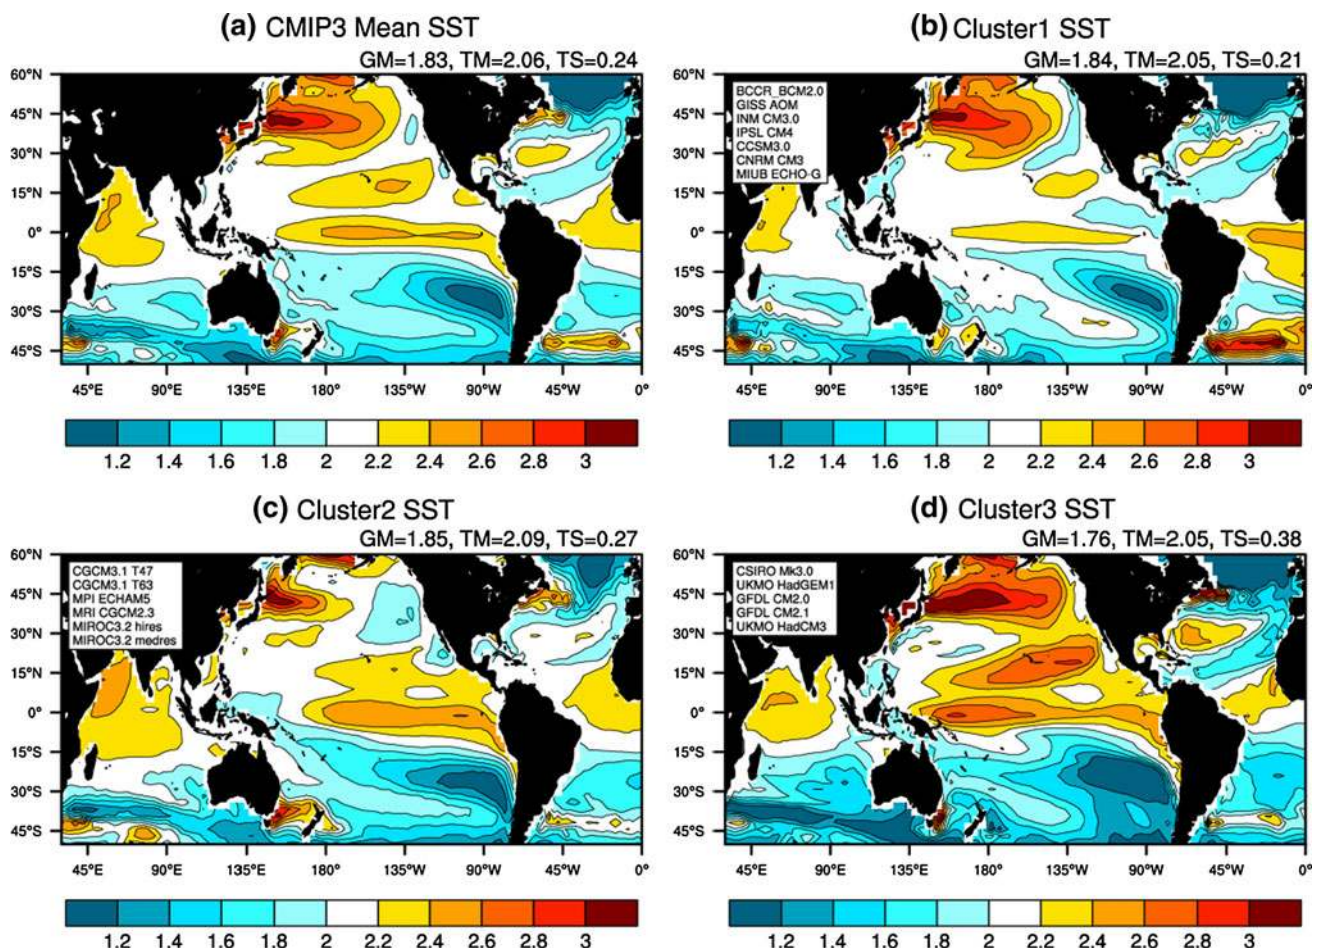 (a) CMIP3 Mean SST
GM=1.83, TM=2.06, TS=0.24
60°N
45°N
30°N
15°N
0°
15°S
30°S
45°S
45°E 90°E 135°E 180° 135°W 90°W 45°W 0°
1.2 1.4 1.6 1.8 2 2.2 2.4 2.6 2.8 3
(b) Cluster1 SST
GM=1.84, TM=2.05, TS=0.21
60°N
45°N
30°N
15°N
0°
15°S
30°S
45°S
BCCR_BCM2.0
GISS AOM
INM CM3.0
IPSL CM4
CCSM3.0
CNRM CM3
MIUB ECHO-G
45°E 90°E 135°E 180° 135°W 90°W 45°W 0°
1.2 1.4 1.6 1.8 2 2.2 2.4 2.6 2.8 3
(c) Cluster2 SST
GM=1.85, TM=2.09, TS=0.27
60°N
45°N
30°N
15°N
0°
15°S
30°S
45°S
CGCM3.1 T47
CGCM3.1 T63
MPI ECHAM5
MRI CGCM2.3
MIROC3.2 hires
MIROC3.2 medres
45°E 90°E 135°E 180° 135°W 90°W 45°W 0°
1.2 1.4 1.6 1.8 2 2.2 2.4 2.6 2.8 3
(d) Cluster3 SST
GM=1.76, TM=2.05, TS=0.38
60°N
45°N
30°N
15°N
0°
15°S
30°S
45°S
CSIRO Mk3.0
UKMO HadGEM1
GFDL CM2.0
GFDL CM2.1
UKMO HadCM3
45°E 90°E 135°E 180° 135°W 90°W 45°W 0°
1.2 1.4 1.6 1.8 2 2.2 2.4 2.6 2.8 3